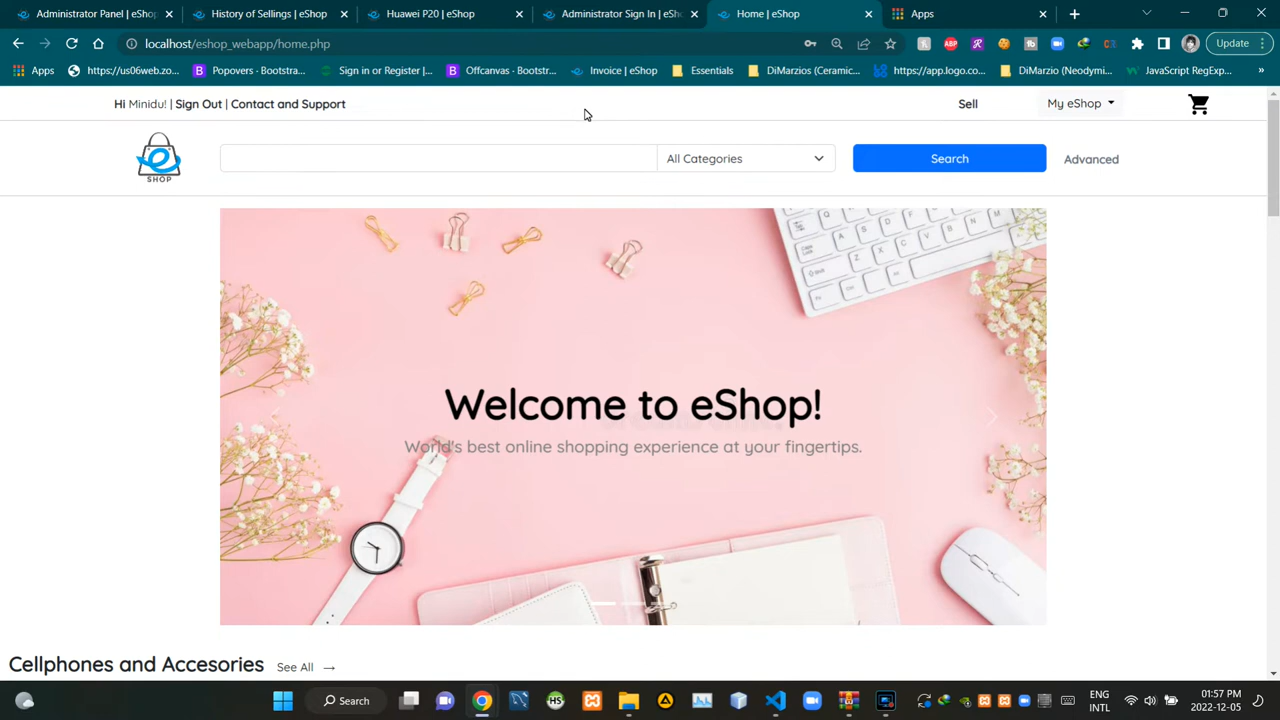 Administrator Panel | eSho
History of Sellings | eShop
Huawei P20 | eShop
Administrator Sign In | eSh
Home | eShop
Apps
localhost/eshop_webapp/home.php
Update
Apps
https://us06web.zo...
Popovers · Bootstra...
Sign in or Register |...
Offcanvas · Bootstr...
Invoice | eShop
Essentials
DiMarzios (Ceramic...
https://app.logo.co...
DiMarzio (Neodymi...
JavaScript RegExp...
»
Hi Minidu! | Sign Out | Contact and Support
Sell
My eShop
e
SHOP
All Categories
Search
Advanced
Welcome to eShop!
World's best online shopping experience at your fingertips.
Cellphones and Accesories
See All →
Search
ENG
INTL
01:57 PM
2022-12-05